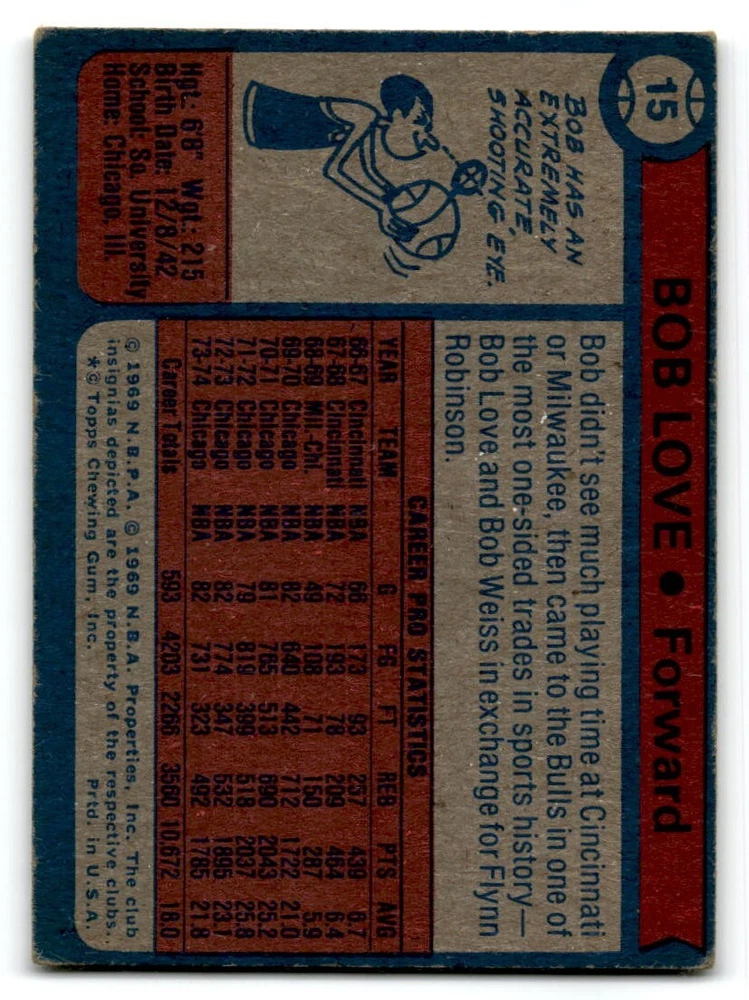 15
BOB LOVE • Forward
BOB HAS AN
EXTREMELY
ACCURATE
SHOOTING EYE.
Hgt.: 6'8" Wgt.: 215
Birth Date: 12/8/42
School: So. University
Home: Chicago, Ill.
Bob didn't see much playing time at Cincinnati
or Milwaukee, then came to the Bulls in one of
the most one-sided trades in sports history—
Bob Love and Bob Weiss in exchange for Flynn
Robinson.
CAREER PRO STATISTICS
YEAR TEAM G FG FT REB PTS AVG
66-67 Cincinnati NBA 66 173 93 257 439 6.7
67-68 Cincinnati NBA 72 193 78 209 464 6.4
68-69 Mil.-Chi. NBA 49 108 71 150 287 5.9
69-70 Chicago NBA 82 640 442 712 1722 21.0
70-71 Chicago NBA 81 765 513 690 2043 25.2
71-72 Chicago NBA 79 819 399 518 2037 25.8
72-73 Chicago NBA 82 774 347 532 1895 23.1
73-74 Chicago NBA 82 731 323 492 1785 21.8
Career Totals 593 4203 2266 3560 10,672 18.0
© 1969 N.B.P.A. © 1969 N.B.A. Properties, Inc. The club
insignias depicted are the property of the respective clubs.
*© Topps Chewing Gum, Inc. Prtd. in U.S.A.